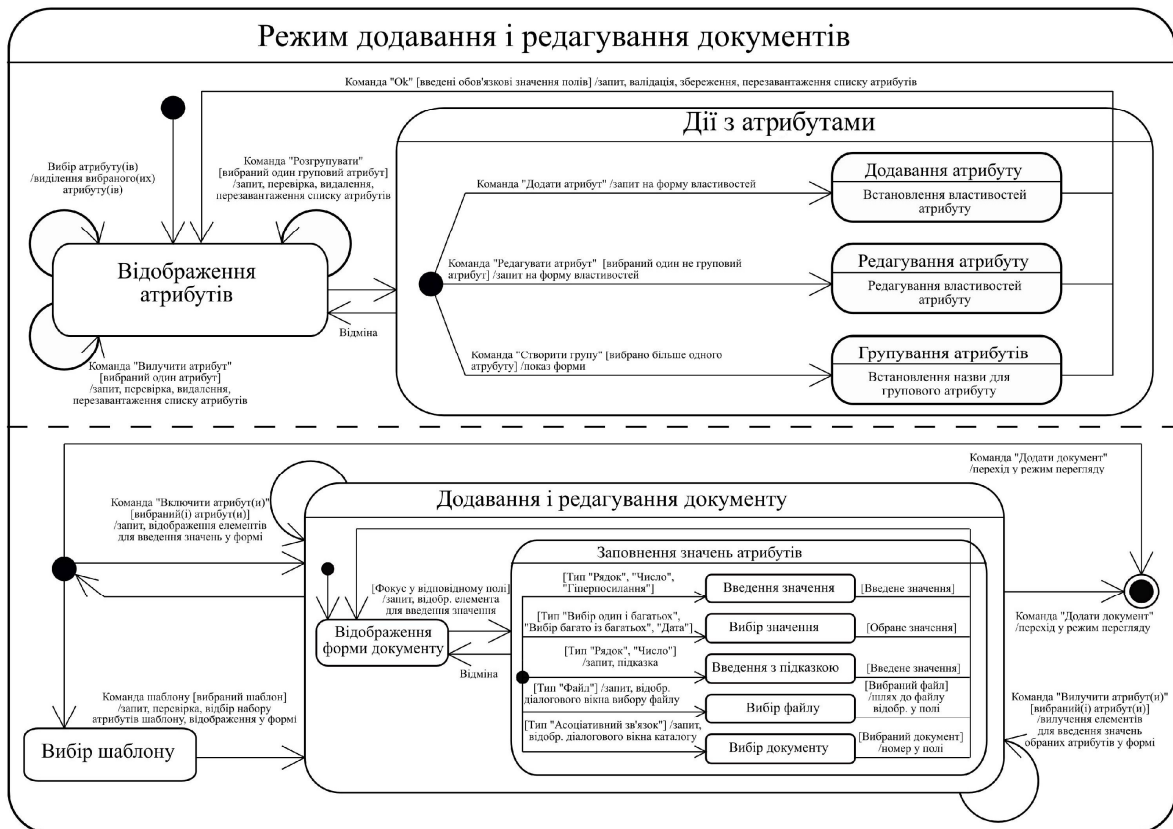 Режим додавання і редагування документів
Команда "Ok" [введені обов'язкові значення полів] /запит, валідація, збереження, перезавантаження списку атрибутів
Дії з атрибутами
Вибір атрибуту(ів)
/виділення вибраного(их)
атрибуту(ів)
Команда "Розгрупувати"
[вибраний один груповий атрибут]
/запит, перевірка, видалення,
перезавантаження списку атрибутів
Відображення
атрибутів
Відміна
Команда "Вилучити атрибут"
[вибраний один атрибут]
/запит, перевірка, видалення,
перезавантаження списку атрибутів
Команда "Додати атрибут" /запит на форму властивостей
Додавання атрибуту
Встановлення властивостей
атрибуту
Команда "Редагувати атрибут" [вибраний один не груповий
атрибут] /запит на форму властивостей
Редагування атрибуту
Редагування властивостей
атрибуту
Команда "Створити групу" [вибрано більше одного
атрубуту] /показ форми
Групування атрибутів
Встановлення назви для
групового атрибуту
Команда "Додати документ"
/перехід у режим перегляду
Команда "Включити атрибут(и)"
[вибраний(і) атрибут(и)]
/запит, відображення елементів
для введення значень у формі
Додавання і редагування документу
Заповнення значень атрибутів
[Фокус у відповідному полі]
/запит, відобр. елемента
для введення значення
Відображення
форми документу
Відміна
[Тип "Рядок", "Число",
"Гіперпосилання"]
Введення значення
[Введене значення]
[Тип "Вибір один і багатьох",
"Вибір багато із багатьох", "Дата"]
Вибір значення
[Обране значення]
[Тип "Рядок", "Число"]
/запит, підказка
Введення з підказкою
[Введене значення]
[Тип "Файл"] /запит, відобр.
діалогового вікна вибору файлу
Вибір файлу
[Вибраний файл]
/шлях до файлу
відобр. у полі
[Тип "Асоціативний зв'язок"] /запит,
відобр. діалогового вікна каталогу
Вибір документу
[Вибраний документ]
/номер у полі
Команда "Додати документ"
/перехід у режим перегляду
Команда шаблону [вибраний шаблон]
/запит, перевірка, відбір набору
атрибутів шаблону, відображення у формі
Вибір шаблону
Команда "Вилучити атрибут(и)"
[вибраний(і) атрибут(и)]
/вилучення елементів
для введення значень
обраних атрибутів у формі